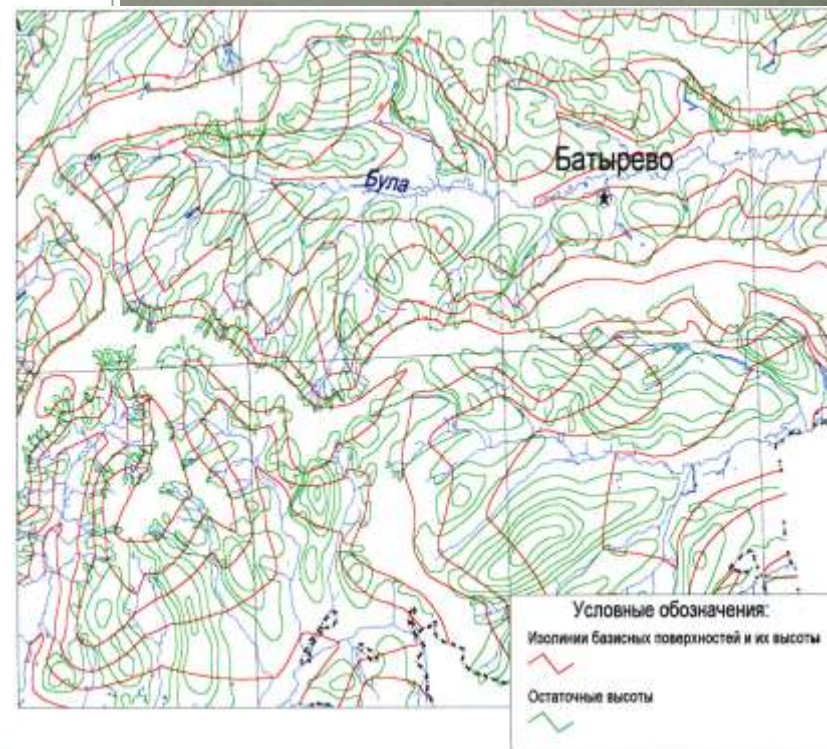 Батырево
Була
Условные обозначения:
Изолинии базисных поверхностей и их высоты
Остаточные высоты